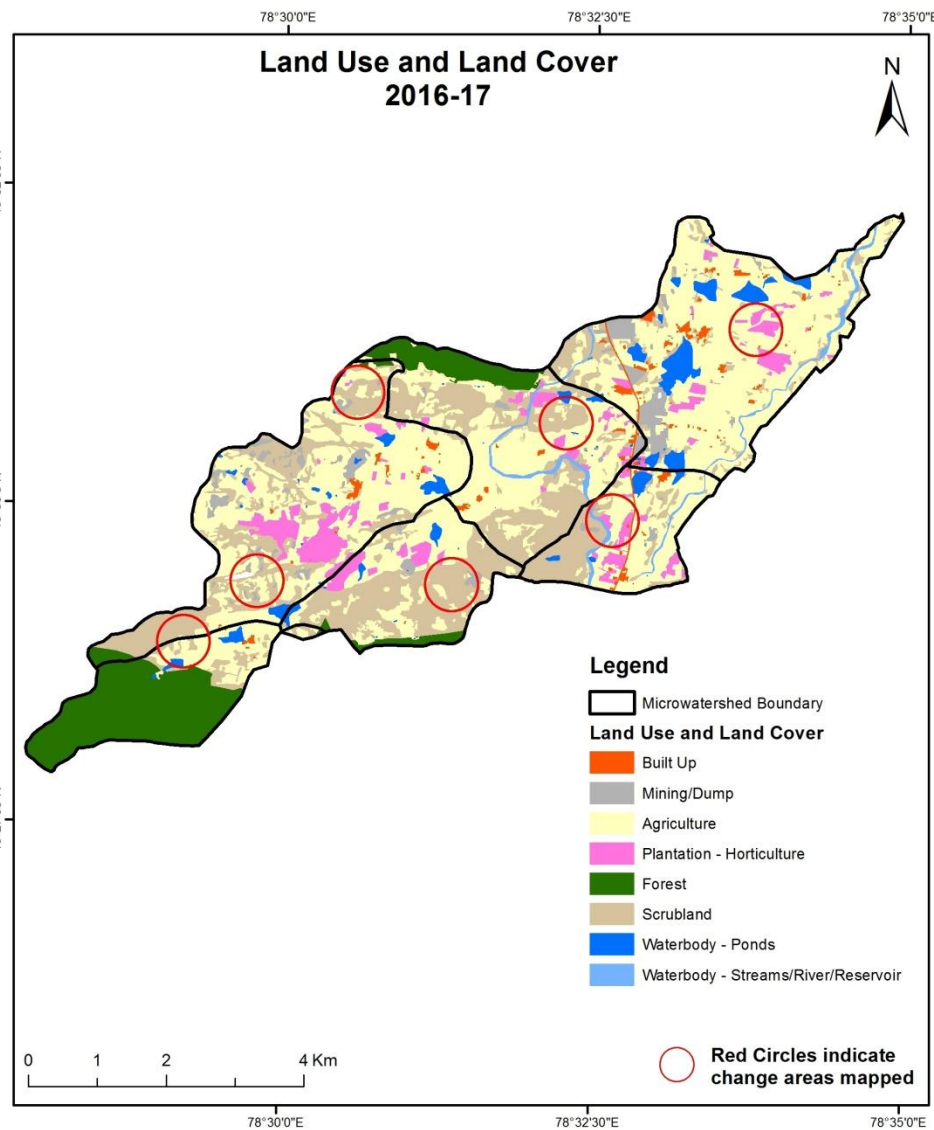 78°30'0"E
78°32'30"E
78°35'0"E
Land Use and Land Cover
2016-17
N
Legend
Microwatershed Boundary
Land Use and Land Cover
Built Up
Mining/Dump
Agriculture
Plantation - Horticulture
Forest
Scrubland
Waterbody - Ponds
Waterbody - Streams/River/Reservoir
0 1 2 4 Km
Red Circles indicate
change areas mapped
78°30'0"E
78°32'30"E
78°35'0"E